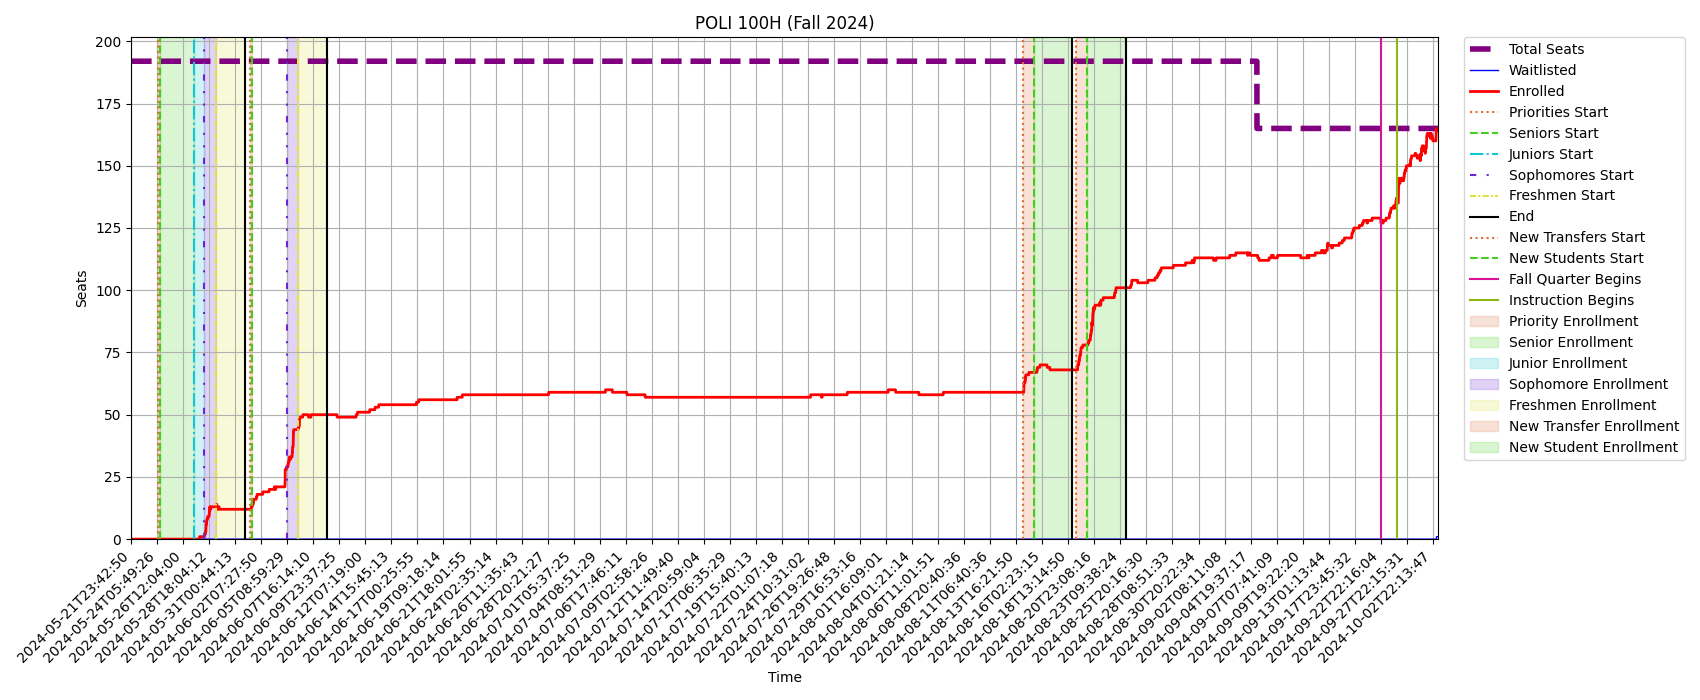 POLI 100H (Fall 2024)
Seats
200
175
150
125
100
75
50
25
0
2024-05-21T23:42:50
2024-05-24T05:49:26
2024-05-26T12:04:00
2024-05-28T18:04:12
2024-05-31T00:44:13
2024-06-02T07:27:50
2024-06-05T08:59:29
2024-06-07T16:14:10
2024-06-09T23:37:25
2024-06-12T07:19:00
2024-06-14T15:45:13
2024-06-17T00:25:55
2024-06-19T09:18:14
2024-06-21T18:01:55
2024-06-24T02:35:14
2024-06-26T11:35:43
2024-06-28T20:21:27
2024-07-01T05:37:25
2024-07-04T08:51:29
2024-07-06T17:46:11
2024-07-09T02:58:26
2024-07-12T11:49:40
2024-07-14T20:59:04
2024-07-17T06:35:29
2024-07-19T15:40:13
2024-07-22T01:07:18
2024-07-24T10:31:02
2024-07-26T19:26:48
2024-07-29T16:53:16
2024-08-01T16:09:01
2024-08-04T01:21:14
2024-08-06T11:01:51
2024-08-08T20:40:36
2024-08-11T06:40:36
2024-08-13T16:21:50
2024-08-16T02:23:15
2024-08-18T13:14:50
2024-08-20T23:08:16
2024-08-23T09:38:24
2024-08-25T20:16:30
2024-08-28T08:51:33
2024-08-30T20:22:34
2024-09-02T08:11:08
2024-09-04T19:37:17
2024-09-07T07:41:09
2024-09-09T19:22:20
2024-09-13T01:13:44
2024-09-17T23:45:32
2024-09-22T22:16:04
2024-09-27T22:15:31
2024-10-02T22:13:47
Time
Total Seats
Waitlisted
Enrolled
Priorities Start
Seniors Start
Juniors Start
Sophomores Start
Freshmen Start
End
New Transfers Start
New Students Start
Fall Quarter Begins
Instruction Begins
Priority Enrollment
Senior Enrollment
Junior Enrollment
Sophomore Enrollment
Freshmen Enrollment
New Transfer Enrollment
New Student Enrollment